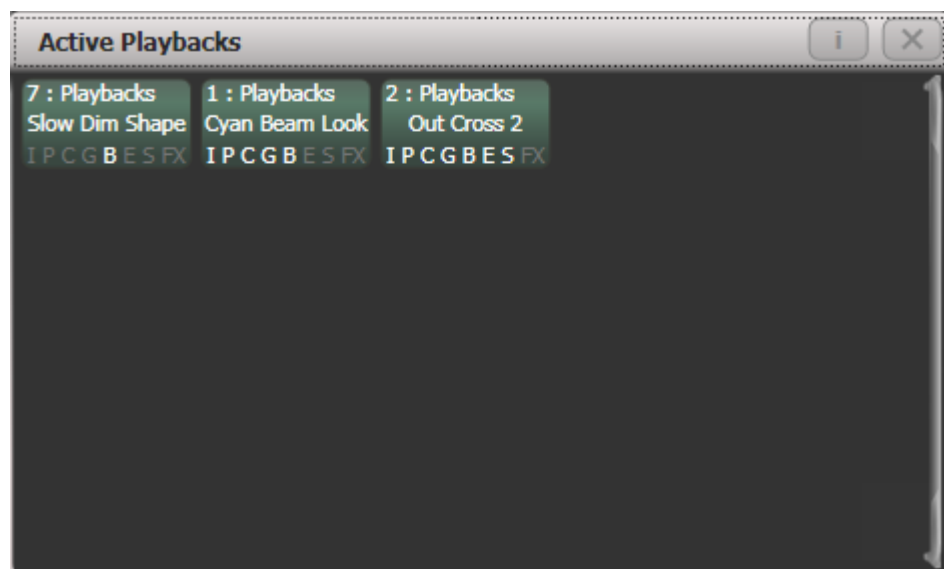 Active Playbacks
i
7 : Playbacks
Slow Dim Shape
I P C G B E S FX
1 : Playbacks
Cyan Beam Look
I P C G B E S FX
2 : Playbacks
Out Cross 2
I P C G B E S FX